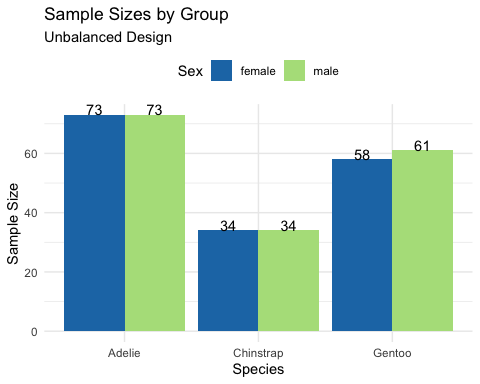 Sample Sizes by Group
Unbalanced Design
Sex female male
73 73
34 34
58 61
Sample Size
60
40
20
0
Adelie Chinstrap Gentoo
Species